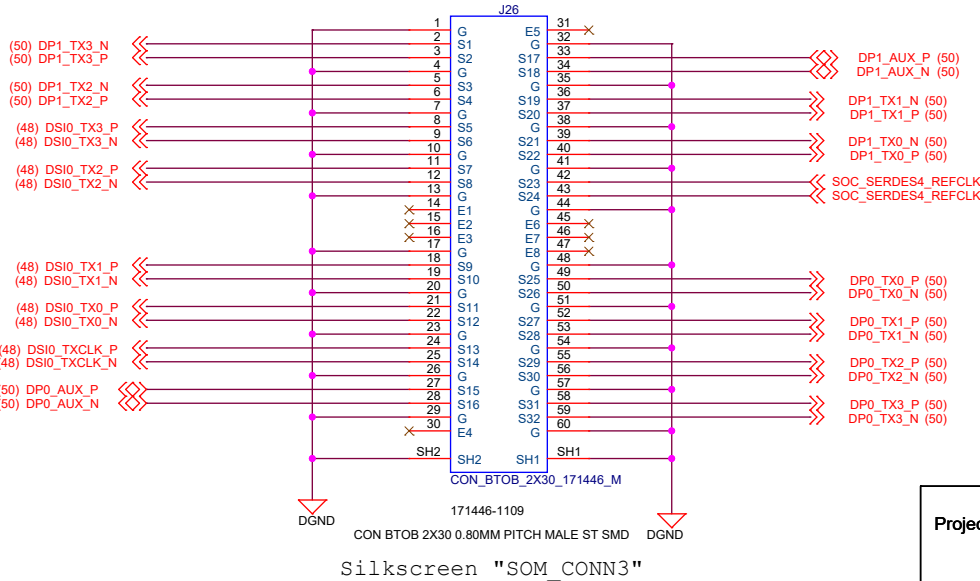 J26
1 G E5 31
(50) DP1_TX3_N 2 S1 G 32
(50) DP1_TX3_P 3 S2 S17 33 DP1_AUX_P (50)
4 G S18 34 DP1_AUX_N (50)
(50) DP1_TX2_N 5 S3 G 35
(50) DP1_TX2_P 6 S4 S19 36 DP1_TX1_N (50)
7 G S20 37 DP1_TX1_P (50)
(48) DSI0_TX3_P 8 S5 G 38
(48) DSI0_TX3_N 9 S6 S21 39 DP1_TX0_N (50)
10 G S22 40 DP1_TX0_P (50)
(48) DSI0_TX2_P 11 S7 G 41
(48) DSI0_TX2_N 12 S8 S23 42 SOC_SERDES4_REFCLK
13 G S24 43 SOC_SERDES4_REFCLK
14 E1 G 44
15 E2 E6 45
16 E3 E7 46
17 G E8 47
(48) DSI0_TX1_P 18 S9 G 48
(48) DSI0_TX1_N 19 S10 S25 49 DP0_TX0_P (50)
20 G S26 50 DP0_TX0_N (50)
(48) DSI0_TX0_P 21 S11 G 51
(48) DSI0_TX0_N 22 S12 S27 52 DP0_TX1_P (50)
23 G S28 53 DP0_TX1_N (50)
(48) DSI0_TXCLK_P 24 S13 G 54
48) DSI0_TXCLK_N 25 S14 S29 55 DP0_TX2_P (50)
26 G S30 56 DP0_TX2_N (50)
50) DP0_AUX_P 27 S15 G 57
50) DP0_AUX_N 28 S16 S31 58 DP0_TX3_P (50)
29 G S32 59 DP0_TX3_N (50)
30 E4 G 60
SH2 SH2 SH1 SH1
CON_BTOB_2X30_171446_M
171446-1109
DGND
CON BTOB 2X30 0.80MM PITCH MALE ST SMD
DGND
Projec
Silkscreen "SOM_CONN3"